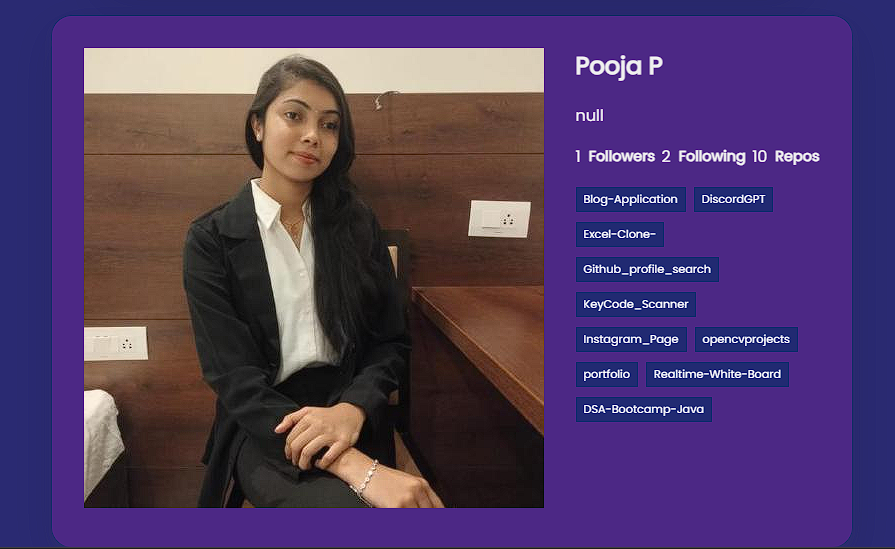 Pooja P
null
1 Followers 2 Following 10 Repos
Blog-Application DiscordGPT
Excel-Clone-
Github_profile_search
KeyCode_Scanner
Instagram_Page opencvprojects
portfolio Realtime-White-Board
DSA-Bootcamp-Java